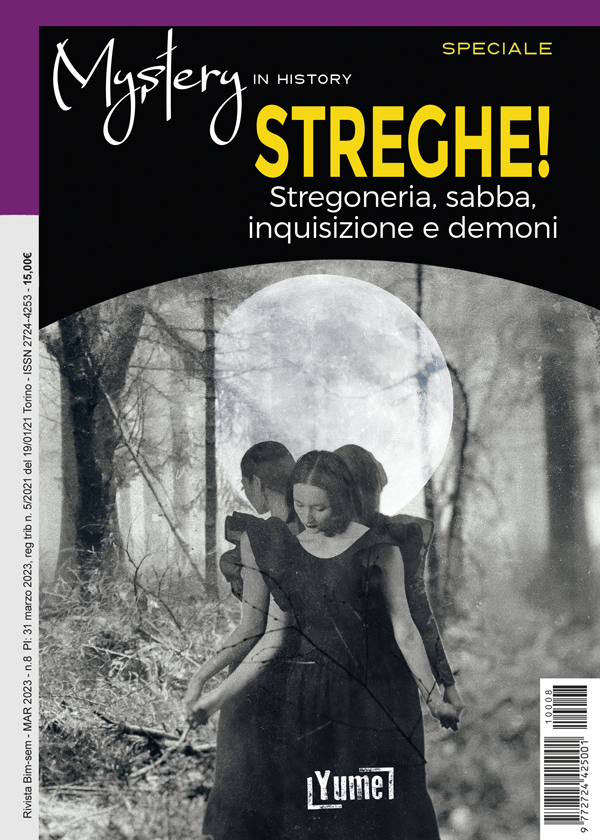 SPECIALE
Mystery IN HISTORY
STREGHE!
Stregoneria, sabba,
inquisizione e demoni
Rivista Bim-sem - MAR 2023 - n.8 PI: 31 marzo 2023, reg trib n. 5/2021 del 19/01/21 Torino - ISSN 2724-4253 - 15,00€
Yume
10008
9 772724 425001